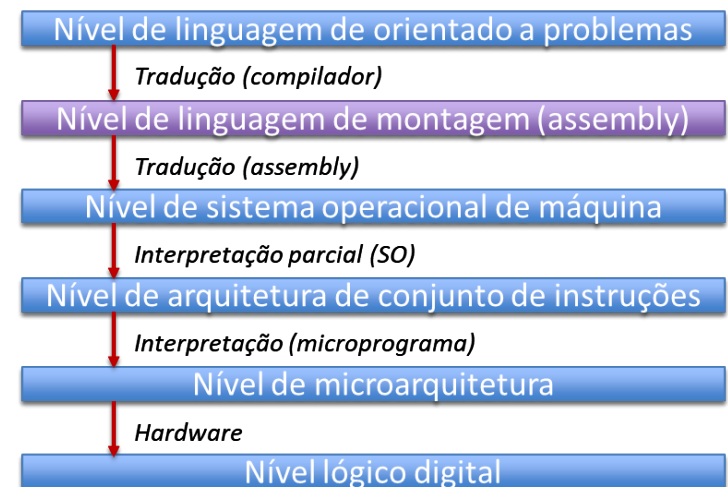 Nível de linguagem de orientado a problemas
Tradução (compilador)
Nível de linguagem de montagem (assembly)
Tradução (assembly)
Nível de sistema operacional de máquina
Interpretação parcial (SO)
Nível de arquitetura de conjunto de instruções
Interpretação (microprograma)
Nível de microarquitetura
Hardware
Nível lógico digital